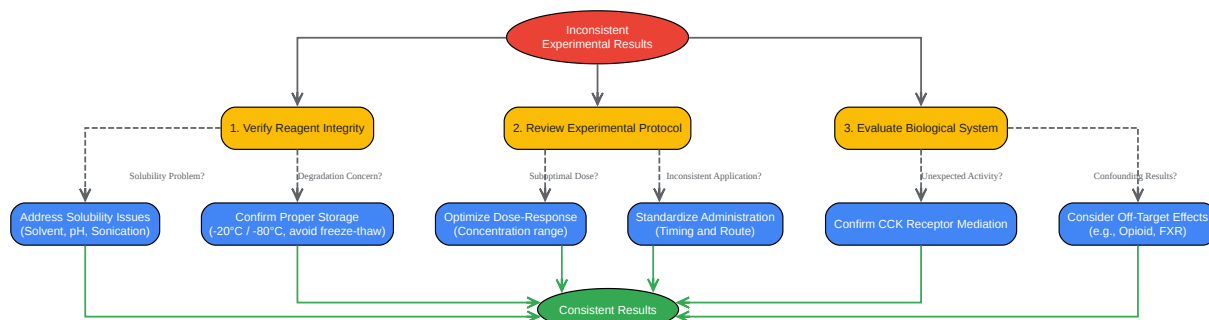 Inconsistent
Experimental Results
1. Verify Reagent Integrity
2. Review Experimental Protocol
3. Evaluate Biological System
Solubility Problem?
Degradation Concern?
Suboptimal Dose?
Inconsistent Application?
Unexpected Activity?
Confounding Results?
Address Solubility Issues
(Solvent, pH, Sonication)
Confirm Proper Storage
(-20°C / -80°C, avoid freeze-thaw)
Optimize Dose-Response
(Concentration range)
Standardize Administration
(Timing and Route)
Confirm CCK Receptor Mediation
Consider Off-Target Effects
(e.g., Opioid, FXR)
Consistent Results